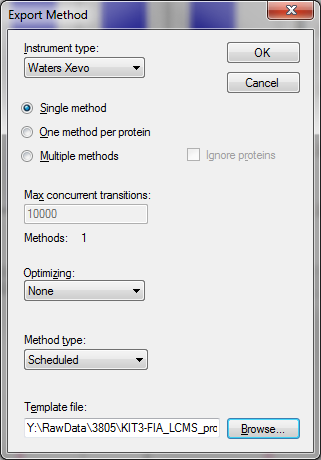 Export Method
Instrument type:
Waters Xevo
OK
Cancel
Single method
One method per protein
Multiple methods
Ignore proteins
Max concurrent transitions:
10000
Methods: 1
Optimizing:
None
Method type:
Scheduled
Template file:
Y:\RawData\3805\KIT3-FIA_LCMS_pro
Browse...